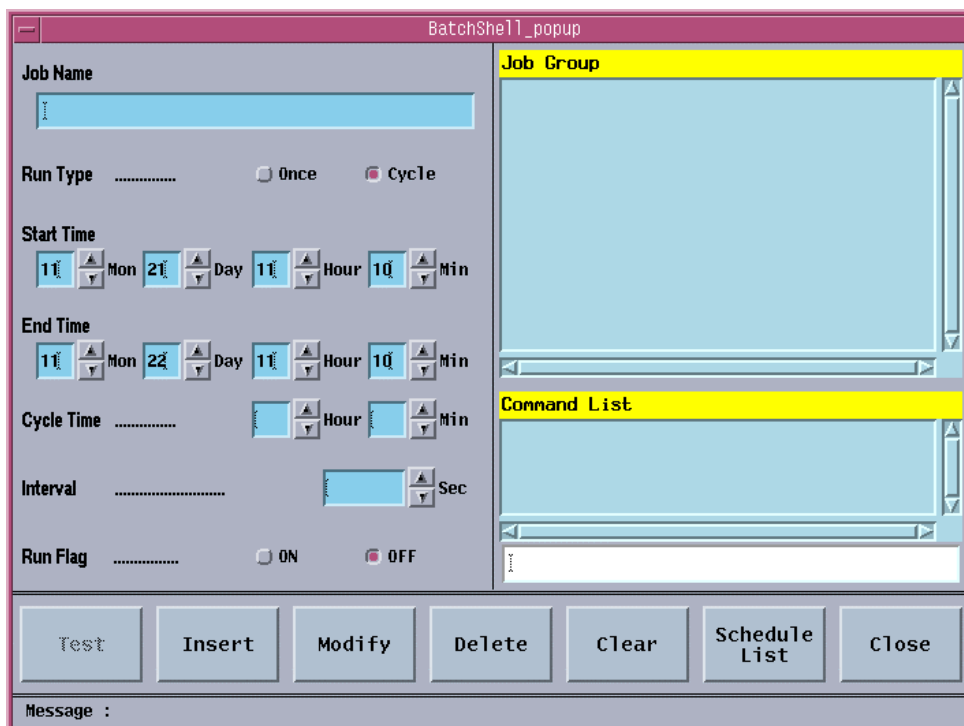 BatchShell_popup
Job Name
Run Type ............... Once Cycle
Start Time
11 Mon 21 Day 11 Hour 10 Min
End Time
11 Mon 22 Day 11 Hour 10 Min
Cycle Time ............... Hour Min
Interval ........................... Sec
Run Flag ................ ON OFF
Job Group
Command List
Test Insert Modify Delete Clear Schedule List Close
Message :